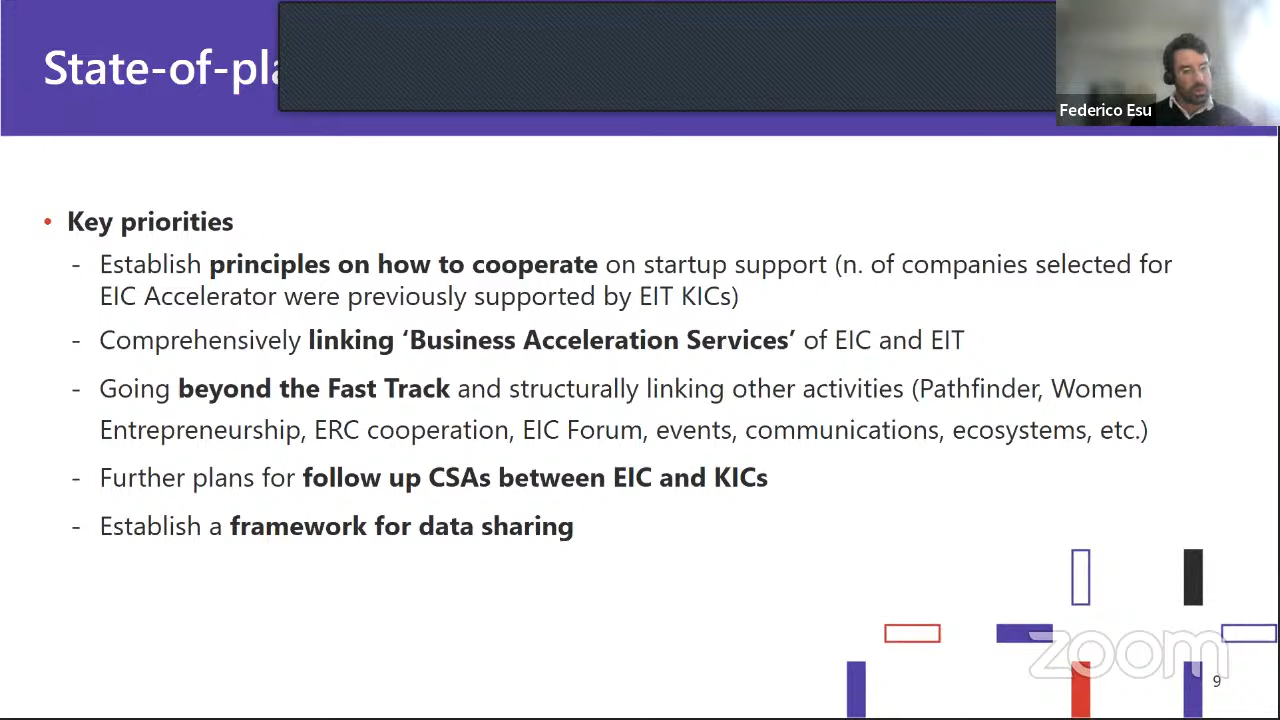 State-of-pla
Federico Esu
• Key priorities
- Establish principles on how to cooperate on startup support (n. of companies selected for
EIC Accelerator were previously supported by EIT KICs)
- Comprehensively linking ‘Business Acceleration Services’ of EIC and EIT
- Going beyond the Fast Track and structurally linking other activities (Pathfinder, Women
Entrepreneurship, ERC cooperation, EIC Forum, events, communications, ecosystems, etc.)
- Further plans for follow up CSAs between EIC and KICs
- Establish a framework for data sharing
zoom
9